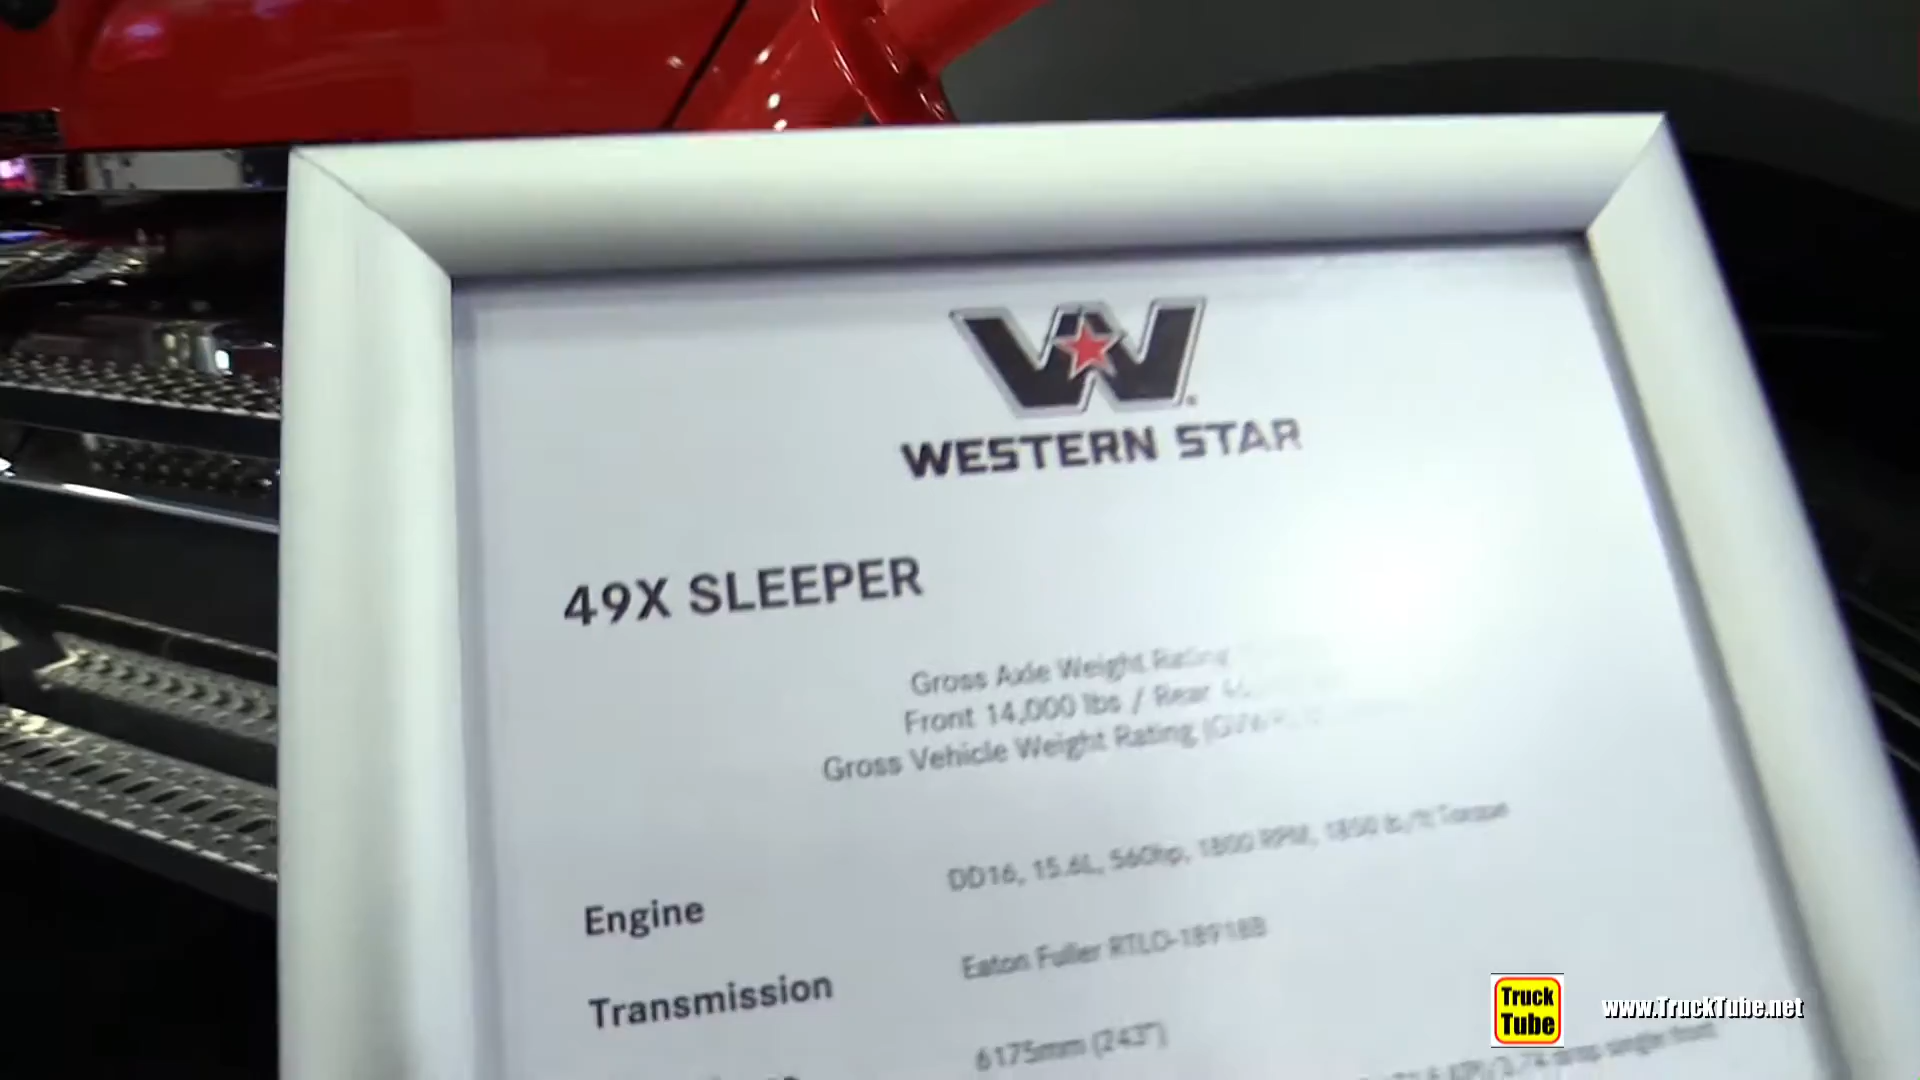 WESTERN STAR
49X SLEEPER
Gross Axle Weight Rating
Front 14,000 lbs / Rear
Gross Vehicle Weight Rating
Engine DD16, 15.6L, 560hp, 1800 RPM, 1850 lb/ft Torque
Transmission Eaton Fuller RTLO-18918B
6175mm (243")
single front
Truck
Tube
www.TruckTube.net